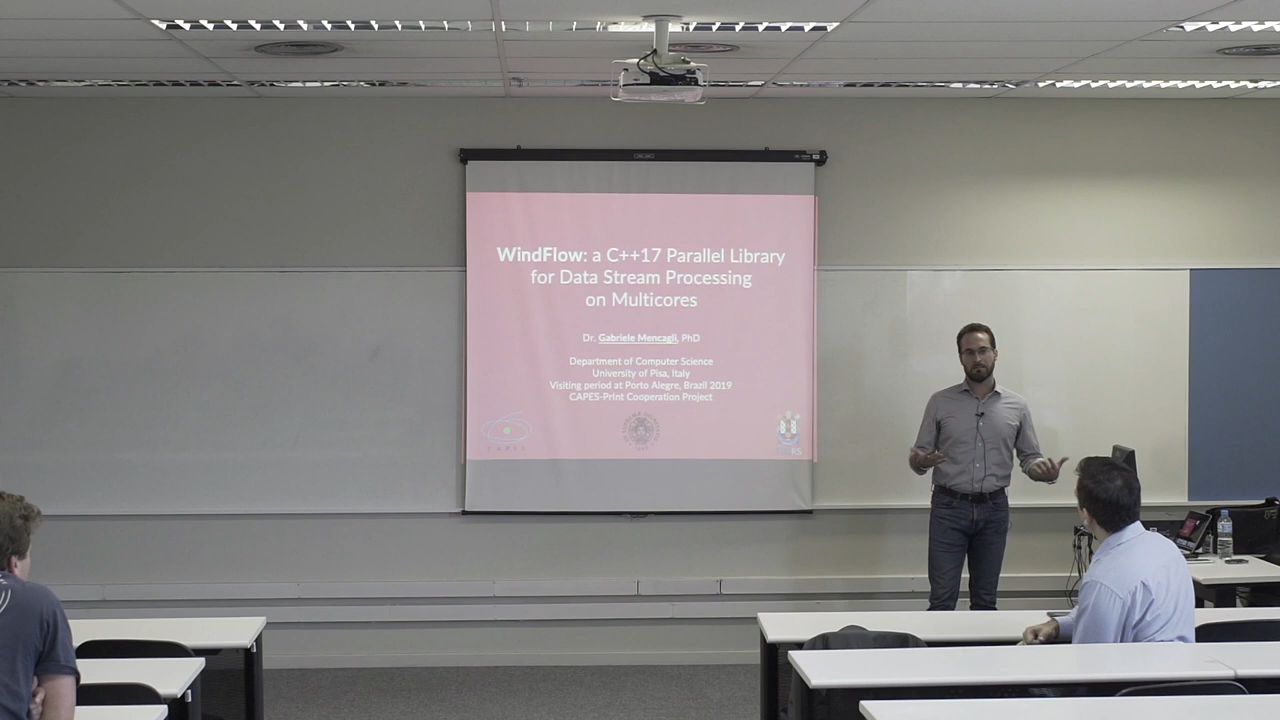 WindFlow: a C++17 Parallel Library
for Data Stream Processing
on Multicores
Dr. Gabriele Mencagli, PhD
Department of Computer Science
University of Pisa, Italy
Visiting period at Porto Alegre, Brazil 2019
CAPES-PrInt Cooperation Project
CAPES